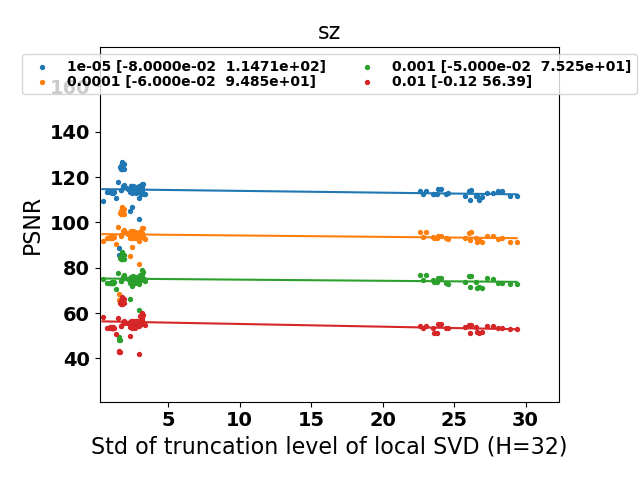 sz
1e-05 [-8.0000e-02 1.1471e+02]
0.0001 [-6.000e-02 9.485e+01]
0.001 [-5.000e-02 7.525e+01]
0.01 [-0.12 56.39]
160
140
120
100
80
60
40
PSNR
5 10 15 20 25 30
Std of truncation level of local SVD (H=32)